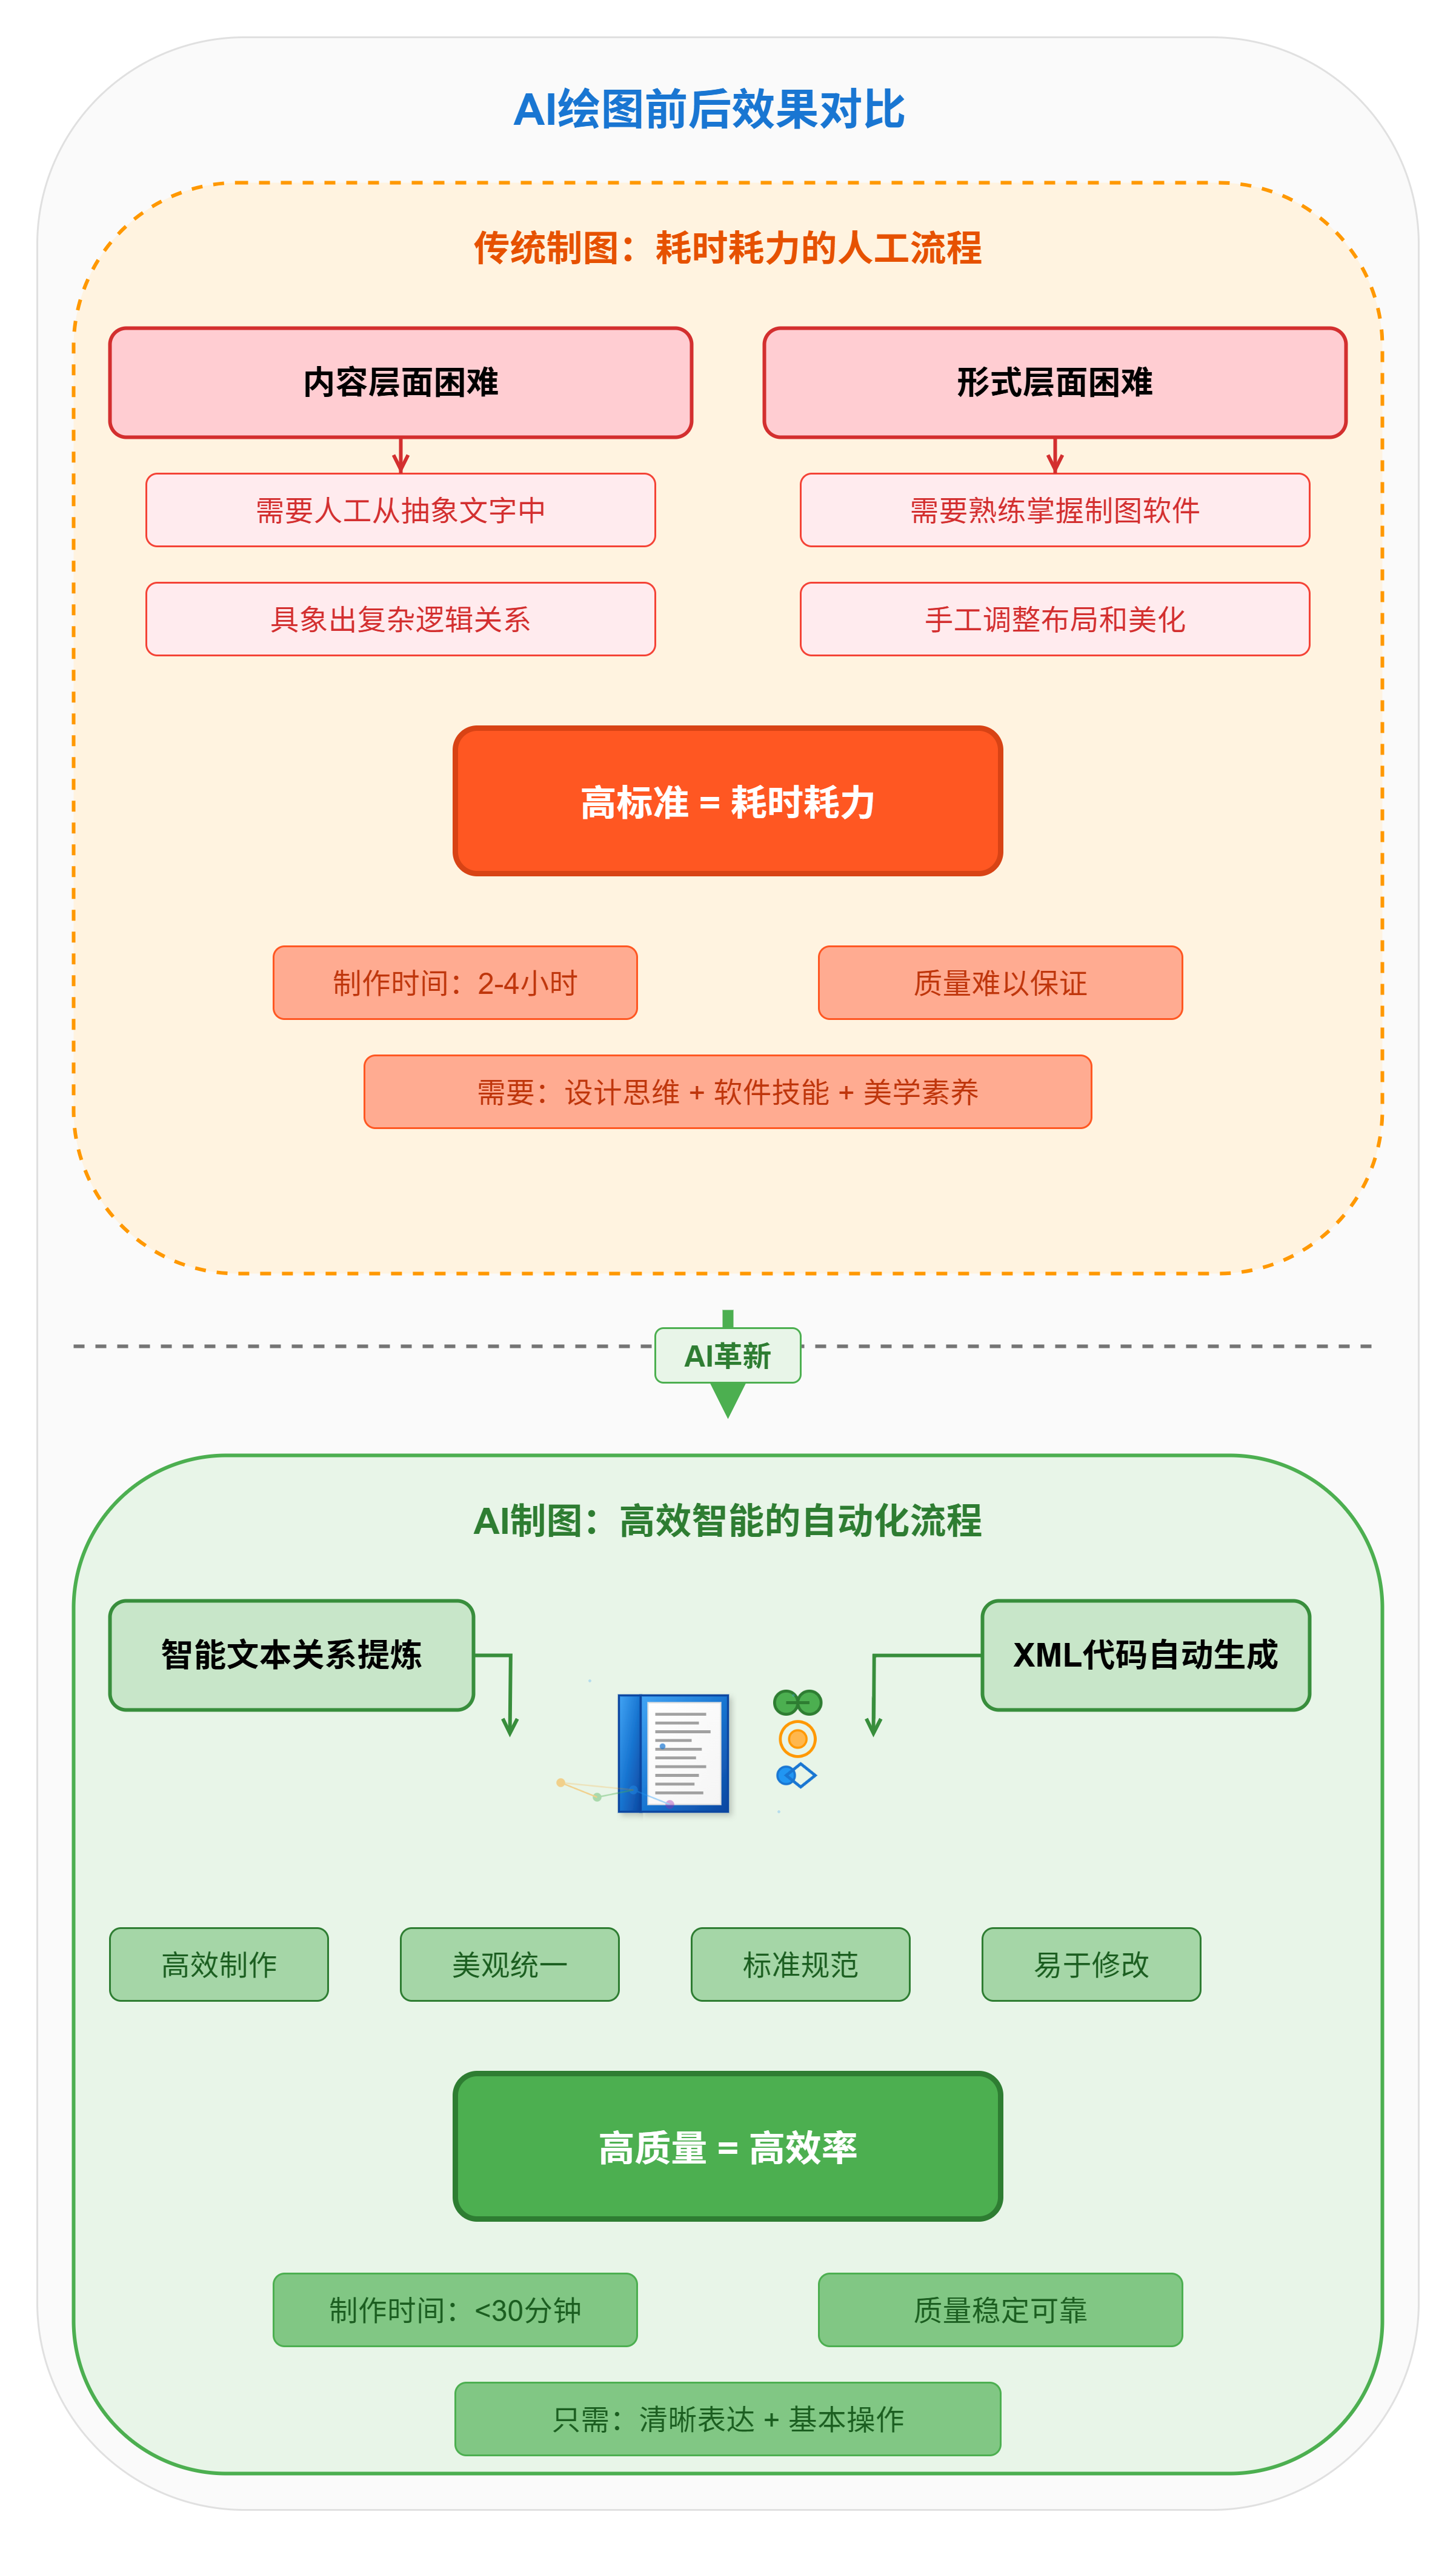 AI绘图前后效果对比
传统制图：耗时耗力的人工流程
内容层面困难
形式层面困难
需要人工从抽象文字中
需要熟练掌握制图软件
具象出复杂逻辑关系
手工调整布局和美化
高标准 = 耗时耗力
制作时间：2-4小时
质量难以保证
需要：设计思维 + 软件技能 + 美学素养
AI革新
AI制图：高效智能的自动化流程
智能文本关系提炼
XML代码自动生成
高效制作
美观统一
标准规范
易于修改
高质量 = 高效率
制作时间：<30分钟
质量稳定可靠
只需：清晰表达 + 基本操作